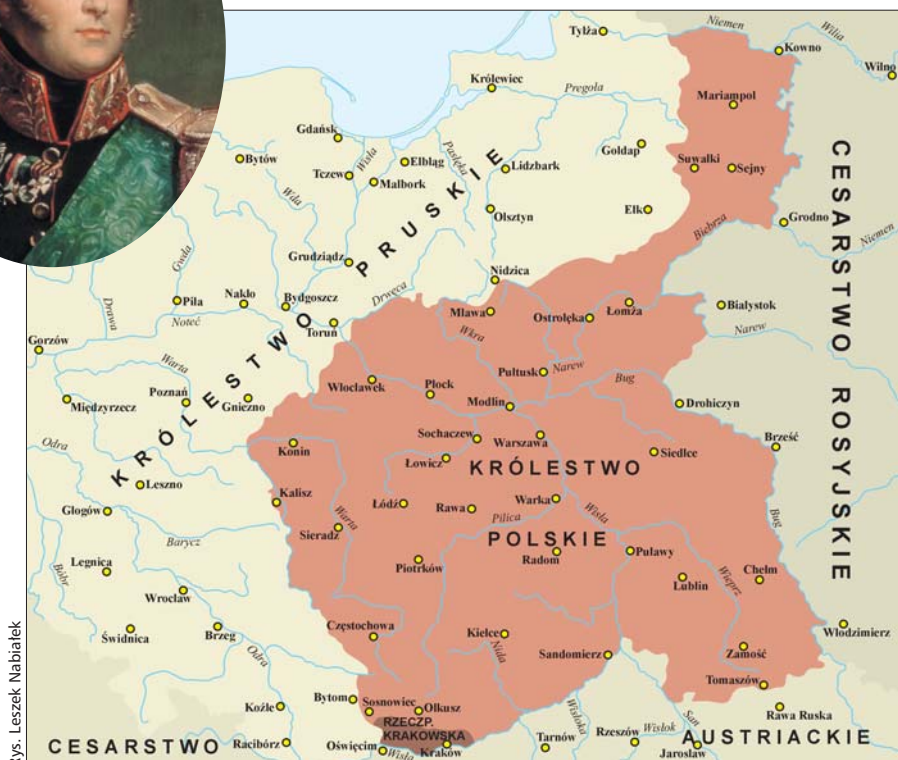 Niemen
Tylża
Wilia
Kowno
Wilno
Królewiec
Pregoła
Mariampol
Gdańsk
Wisła
Bytów
Elbląg
Pasłęka
Lidzbark
Gołdap
Suwałki
Sejny
Tczew
Malbork
Wda
Olsztyn
Ełk
Grodno
Niemen
Biebrza
Gwda
Grudziądz
Nidzica
Drawa
Piła
Nakło
Bydgoszcz
Drwęca
Mława
Ostrołęka
Łomża
Białystok
Noteć
Toruń
Wkra
Narew
Gorzów
Warta
Poznań
Gniezno
Międzyrzecz
Włocławek
Płock
Pułtusk
Narew
Bug
Modlin
Drohiczyn
KRÓLESTWO PRUSKIE
CESARSTWO ROSYJSKIE
Odra
Konin
Sochaczew
Warszawa
Siedlce
Brześć
Łowicz
KRÓLESTWO
POLSKIE
Leszno
Głogów
Kalisz
Łódź
Rawa
Warka
Wisła
Bug
Sieradz
Warta
Pilica
Barycz
Legnica
Bóbr
Piotrków
Radom
Puławy
Lublin
Wieprz
Chełm
Wrocław
Świdnica
Brzeg
Odra
Częstochowa
Kielce
Nida
Sandomierz
Zamość
Włodzimierz
Tomaszów
Koźle
Bytom
Sosnowiec
Olkusz
RZECZP.
KRAKOWSKA
Kraków
Wisłoka
Rzeszów
Wisłok
San
Rawa Ruska
CESARSTWO
AUSTRIACKIE
Racibórz
Oświęcim
Wisła
Tarnów
Jarosław
Rys. Leszek Nabiałek